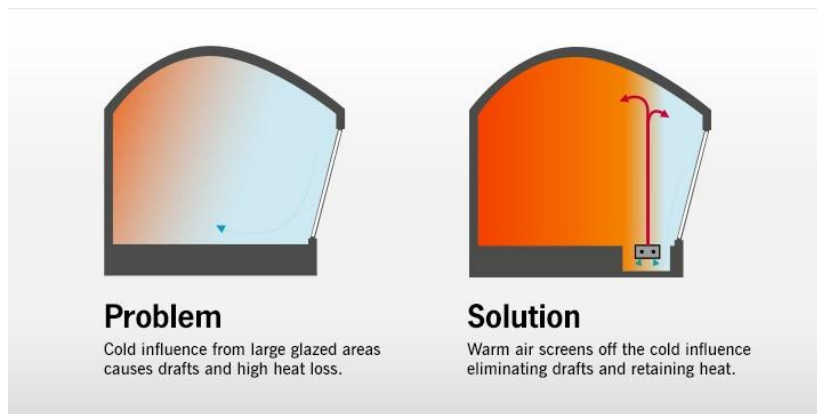 Problem
Cold influence from large glazed areas
causes drafts and high heat loss.
Solution
Warm air screens off the cold influence
eliminating drafts and retaining heat.